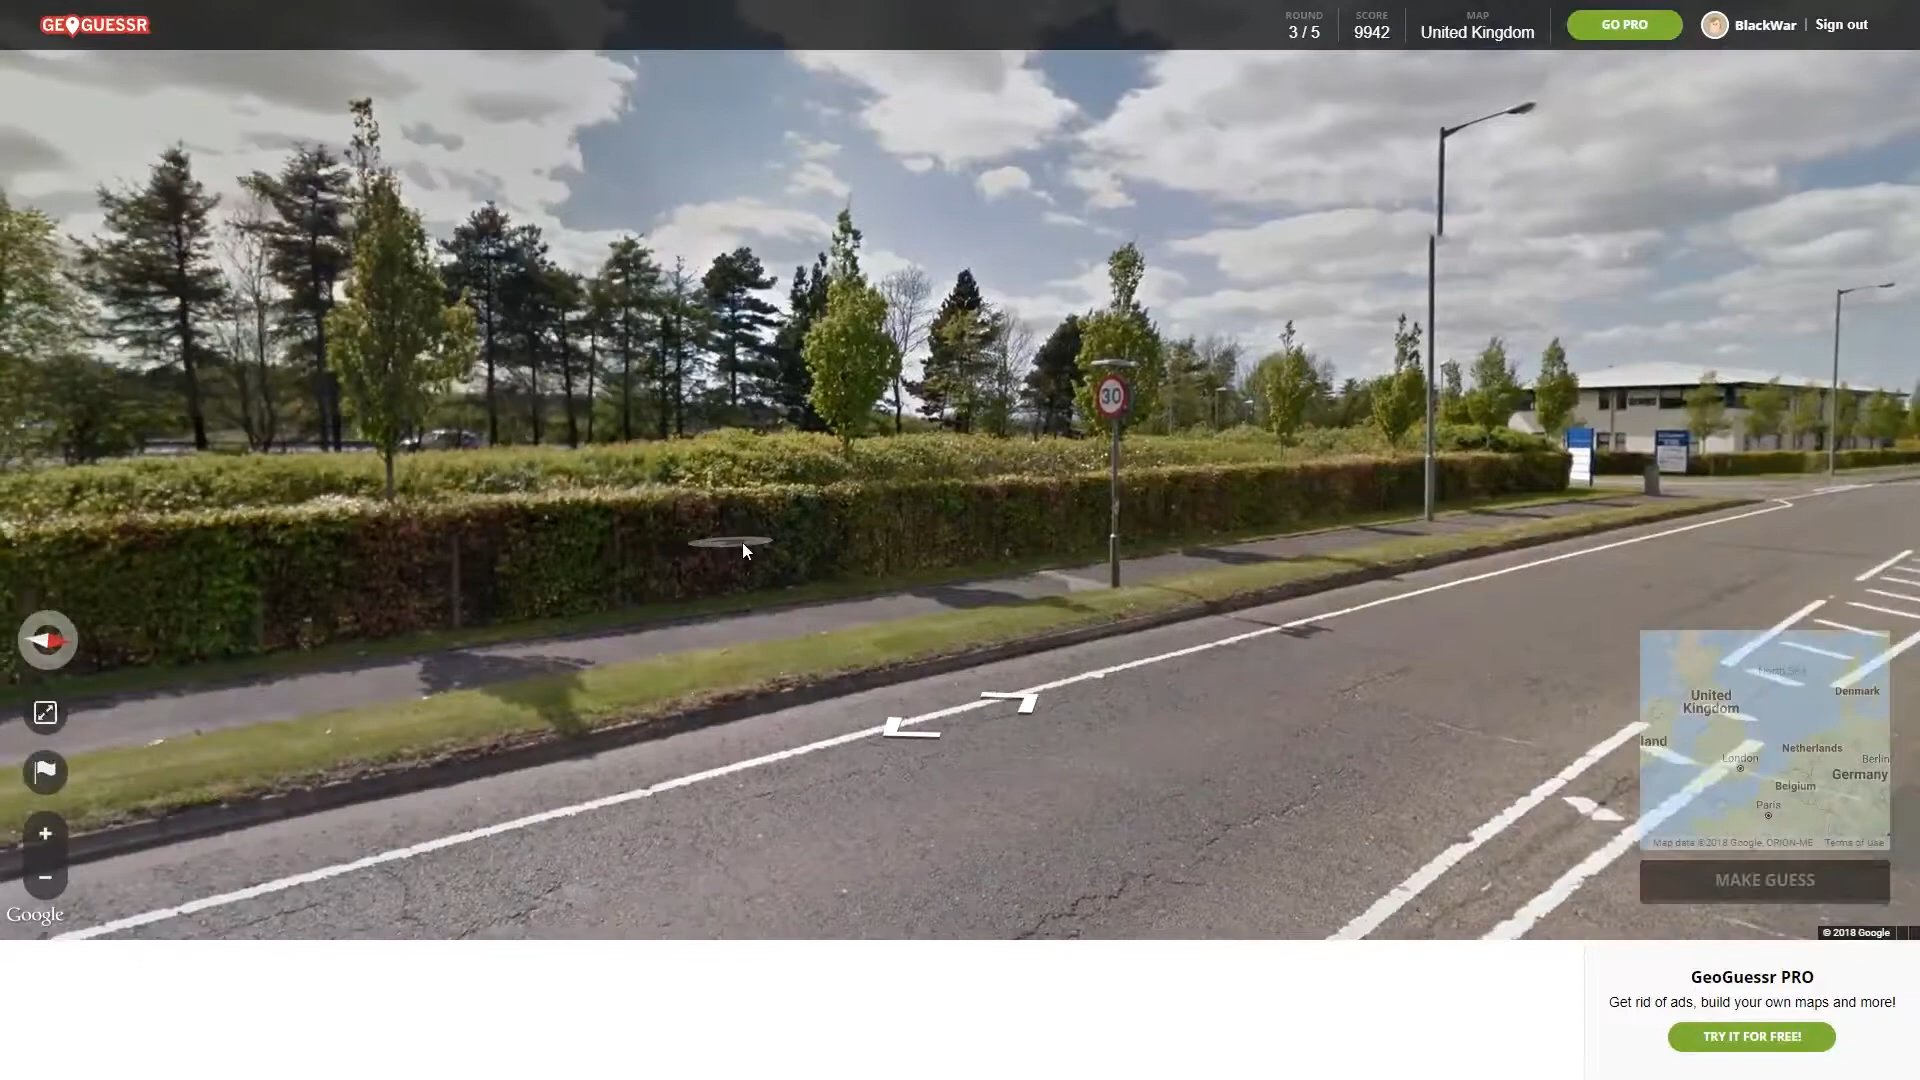 GEOGUESSR
ROUND
3 / 5
SCORE
9942
MAP
United Kingdom
GO PRO
BlackWar
Sign out
30
North Sea
United
Kingdom
Denmark
land
London
Netherlands
Berlin
Germany
Belgium
Paris
Map data ©2018 Google, ORION-ME
Terms of Use
MAKE GUESS
+
−
Google
© 2018 Google
GeoGuessr PRO
Get rid of ads, build your own maps and more!
TRY IT FOR FREE!